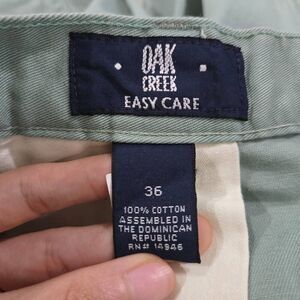 OAK
CREEK
EASY CARE
36
100% COTTON
ASSEMBLED IN
THE DOMINICAN
REPUBLIC
RN# 14946